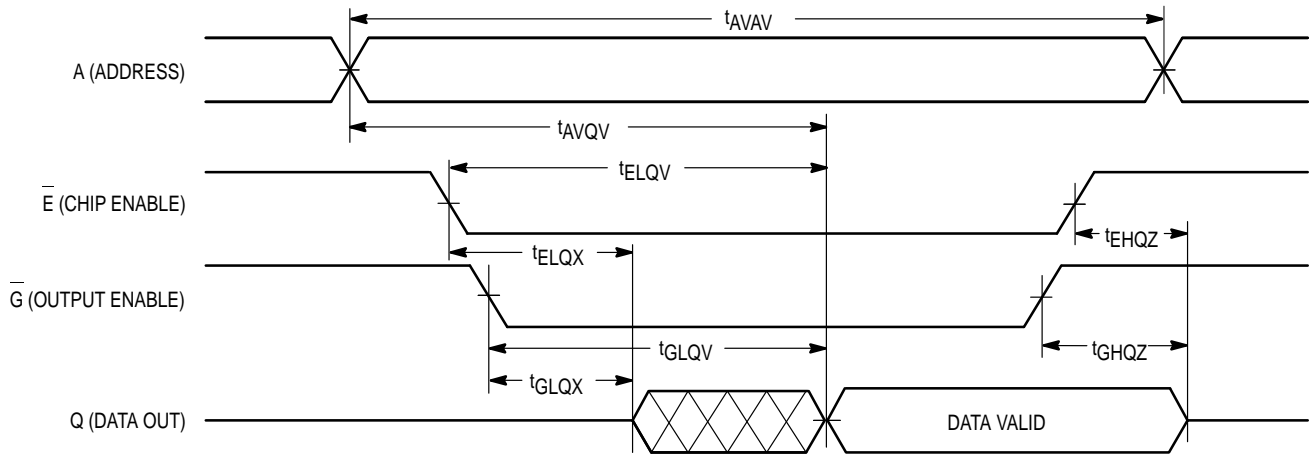 tAVAV
A (ADDRESS)
tAVQV
tELQV
E̅ (CHIP ENABLE)
tEHQZ
tELQX
G̅ (OUTPUT ENABLE)
tGLQV
tGHQZ
tGLQX
Q (DATA OUT)
DATA VALID